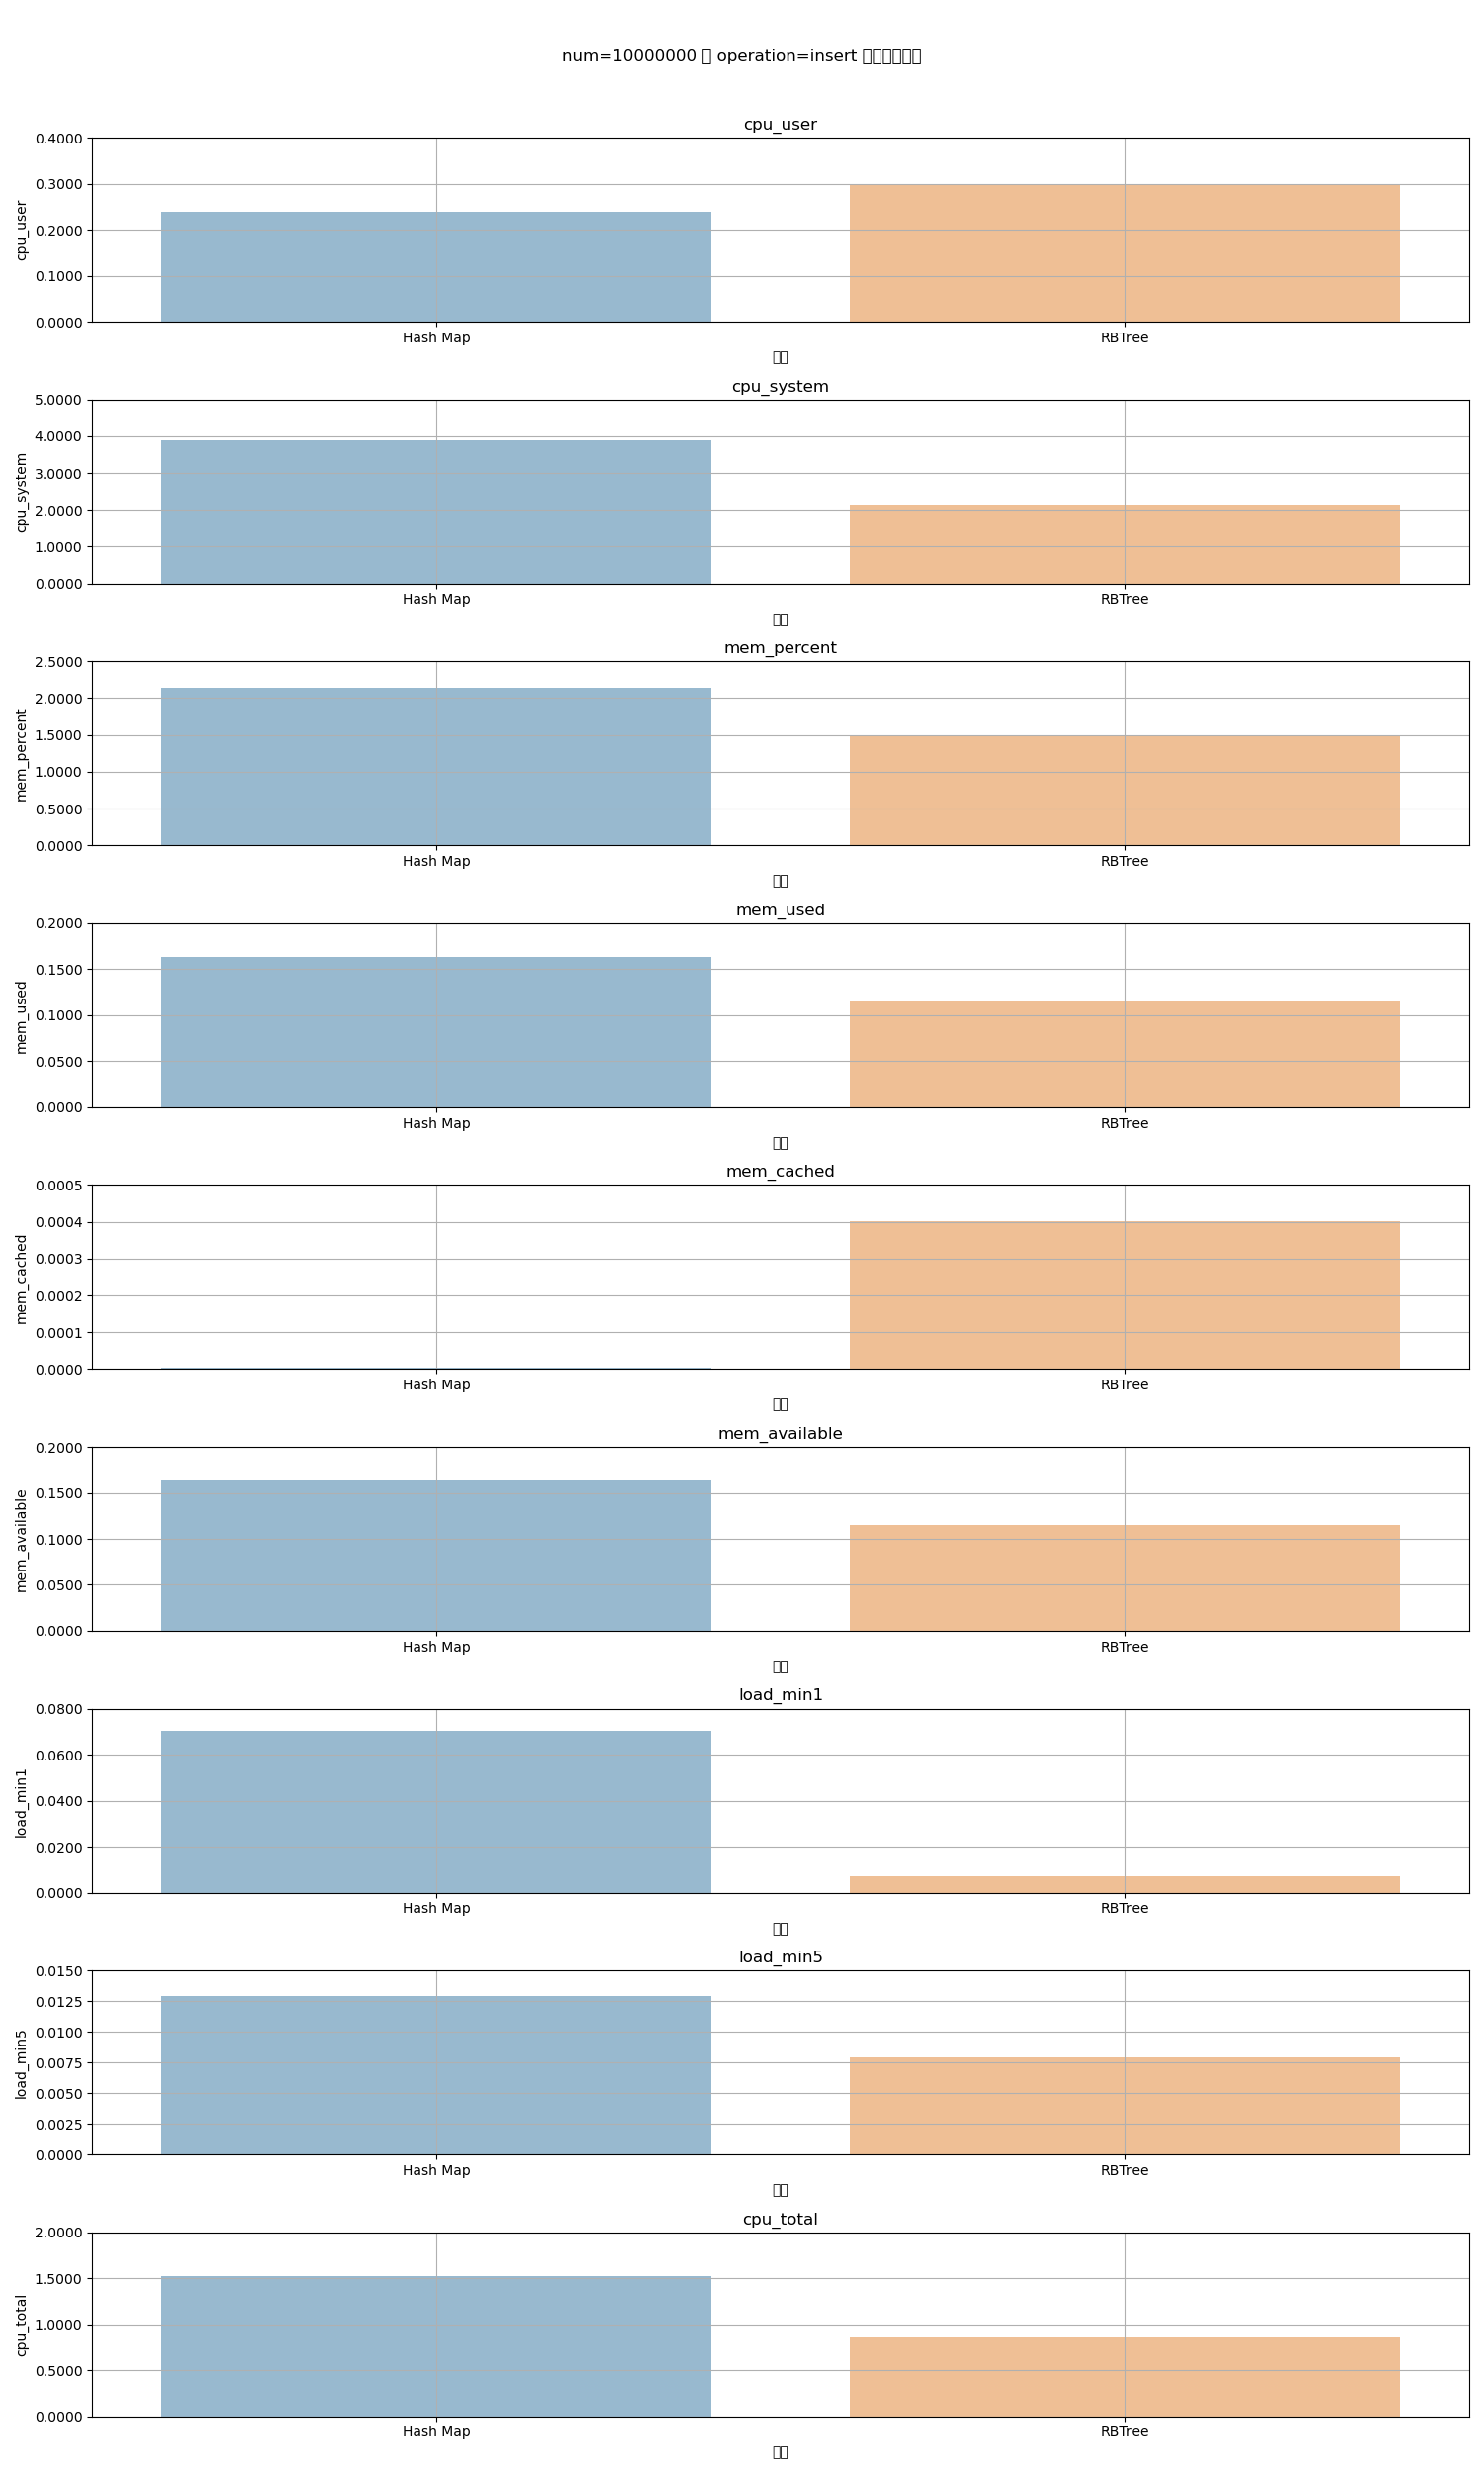 num=10000000 operation=insert
cpu_user
cpu_user
0.4000
0.3000
0.2000
0.1000
0.0000
Hash Map RBTree
cpu_system
cpu_system
5.0000
4.0000
3.0000
2.0000
1.0000
0.0000
Hash Map RBTree
mem_percent
mem_percent
2.5000
2.0000
1.5000
1.0000
0.5000
0.0000
Hash Map RBTree
mem_used
mem_used
0.2000
0.1500
0.1000
0.0500
0.0000
Hash Map RBTree
mem_cached
mem_cached
0.0005
0.0004
0.0003
0.0002
0.0001
0.0000
Hash Map RBTree
mem_available
mem_available
0.2000
0.1500
0.1000
0.0500
0.0000
Hash Map RBTree
load_min1
load_min1
0.0800
0.0600
0.0400
0.0200
0.0000
Hash Map RBTree
load_min5
load_min5
0.0150
0.0125
0.0100
0.0075
0.0050
0.0025
0.0000
Hash Map RBTree
cpu_total
cpu_total
2.0000
1.5000
1.0000
0.5000
0.0000
Hash Map RBTree